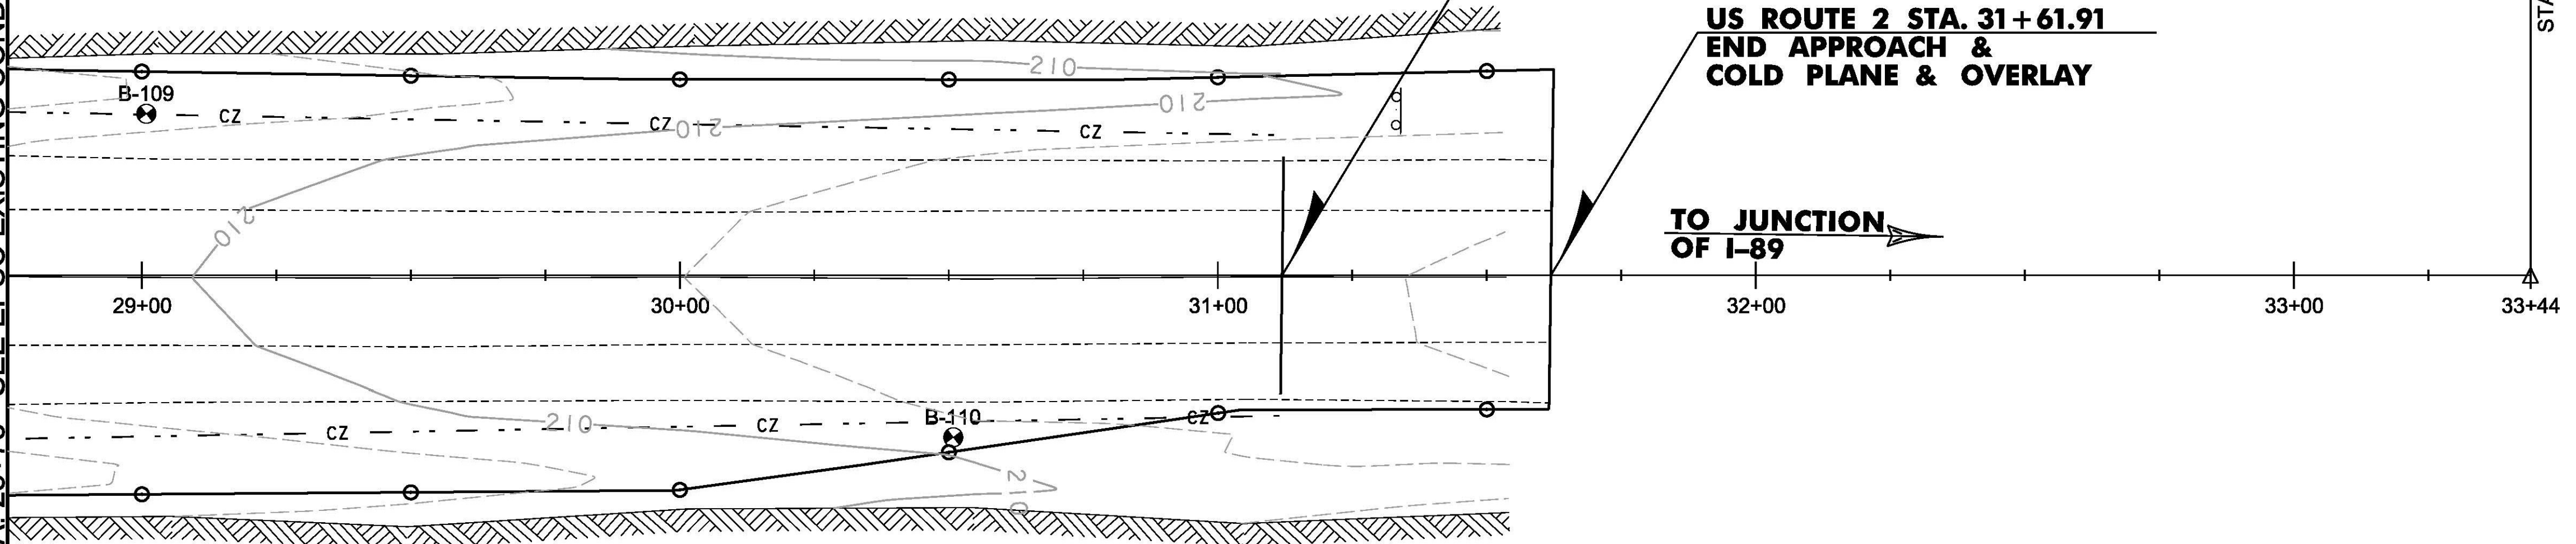 US ROUTE 2 STA. 31+61.91
END APPROACH &
COLD PLANE & OVERLAY
210
B-109
210
CZ
CZ
210
CZ
210
TO JUNCTION
OF I-89
29+00
30+00
31+00
32+00
33+00
33+44
210
B-110
CZ
CZ
CZ
210